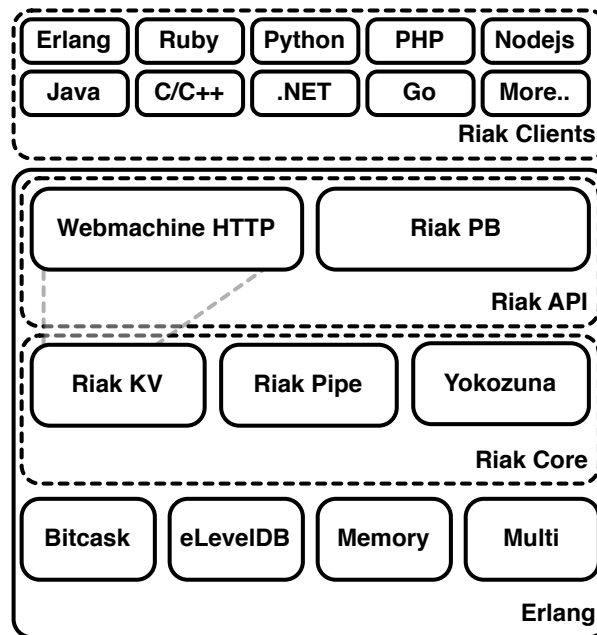 Erlang Ruby Python PHP Nodejs
Java C/C++ .NET Go More..
Riak Clients
Webmachine HTTP Riak PB
Riak API
Riak KV Riak Pipe Yokozuna
Riak Core
Bitcask eLevelDB Memory Multi
Erlang